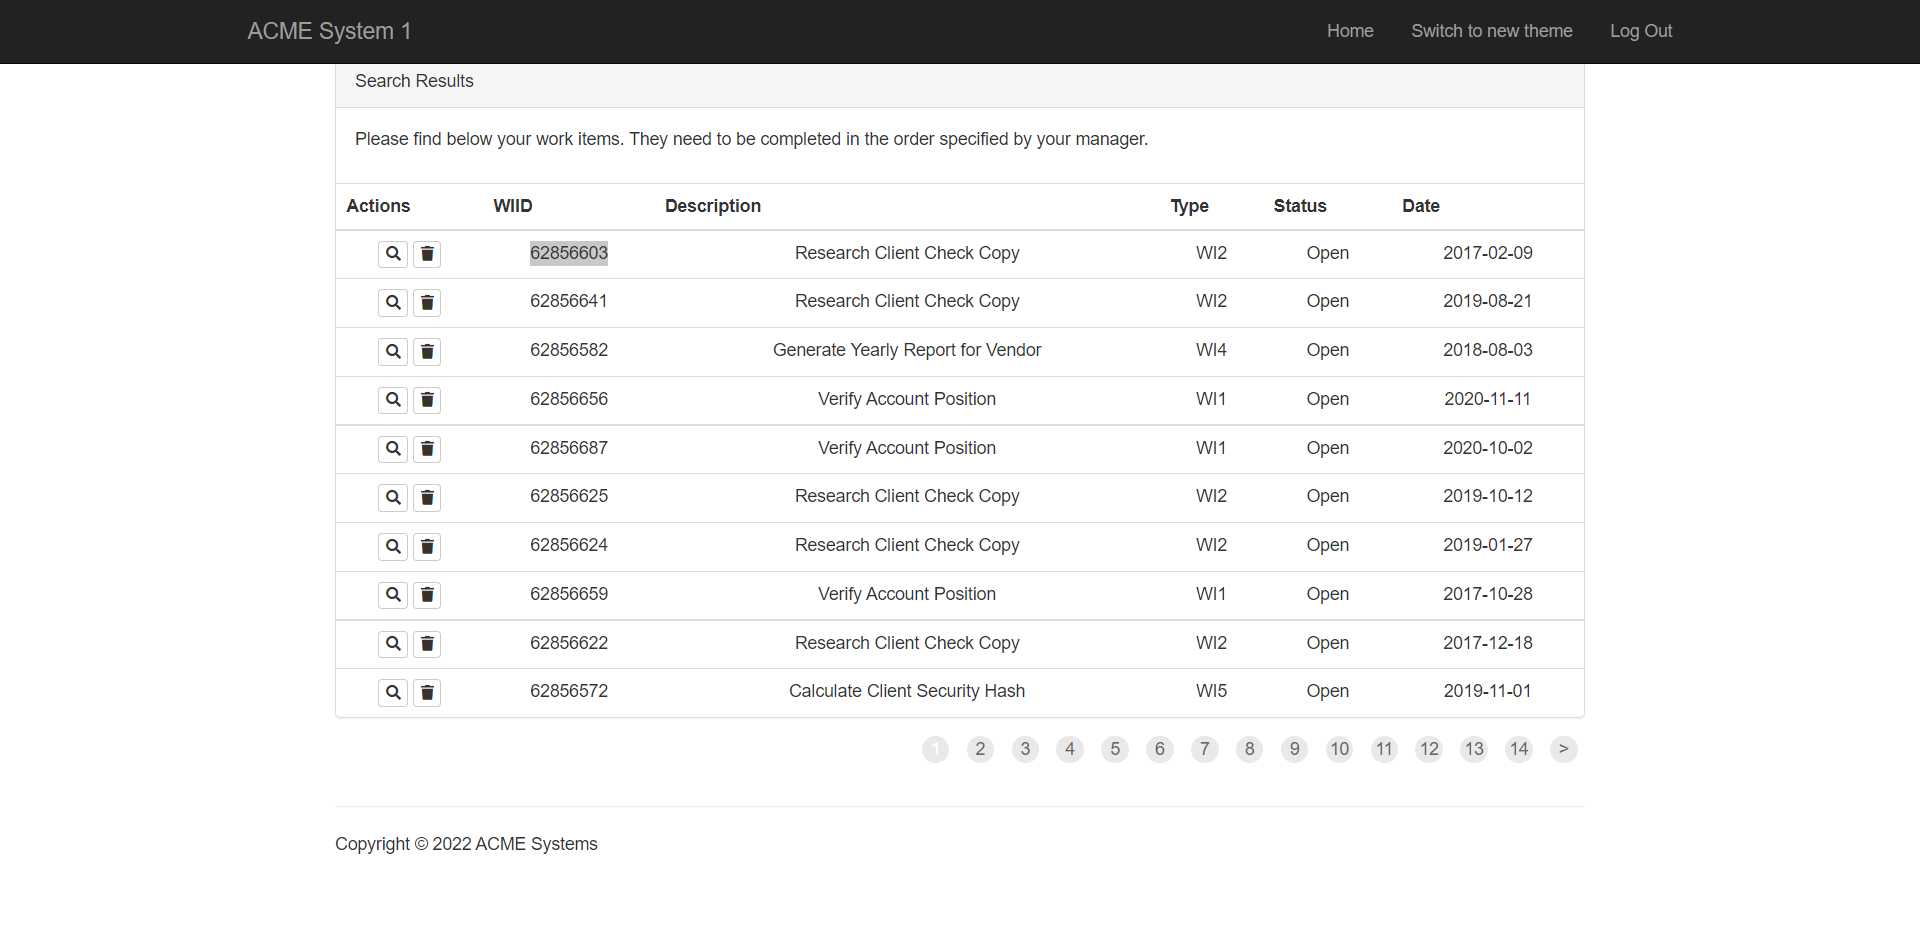 ACME System 1 Home Switch to new theme Log Out
Search Results
Please find below your work items. They need to be completed in the order specified by your manager.
Actions WIID Description Type Status Date
62856603 Research Client Check Copy WI2 Open 2017-02-09
62856641 Research Client Check Copy WI2 Open 2019-08-21
62856582 Generate Yearly Report for Vendor WI4 Open 2018-08-03
62856656 Verify Account Position WI1 Open 2020-11-11
62856687 Verify Account Position WI1 Open 2020-10-02
62856625 Research Client Check Copy WI2 Open 2019-10-12
62856624 Research Client Check Copy WI2 Open 2019-01-27
62856659 Verify Account Position WI1 Open 2017-10-28
62856622 Research Client Check Copy WI2 Open 2017-12-18
62856572 Calculate Client Security Hash WI5 Open 2019-11-01
1 2 3 4 5 6 7 8 9 10 11 12 13 14 >
Copyright © 2022 ACME Systems